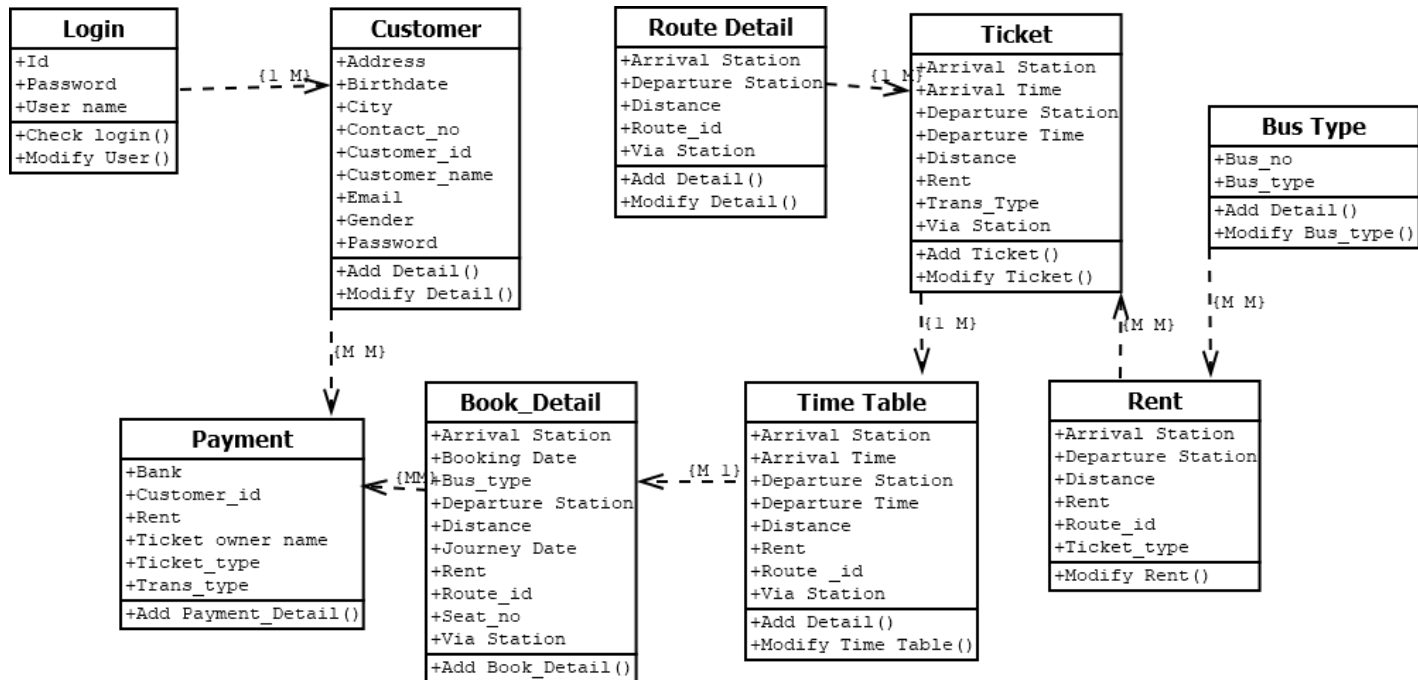 Login
+Id
+Password
+User name
+Check login()
+Modify User()
{1 M}
Customer
+Address
+Birthdate
+City
+Contact_no
+Customer_id
+Customer_name
+Email
+Gender
+Password
+Add Detail()
+Modify Detail()
{M M}
Route Detail
+Arrival Station
+Departure Station
+Distance
+Route_id
+Via Station
+Add Detail()
+Modify Detail()
{1 M}
Ticket
+Arrival Station
+Arrival Time
+Departure Station
+Departure Time
+Distance
+Rent
+Trans_Type
+Via Station
+Add Ticket()
+Modify Ticket()
{1 M}
{M M}
Bus Type
+Bus_no
+Bus_type
+Add Detail()
+Modify Bus_type()
{M M}
Payment
+Bank
+Customer_id
+Rent
+Ticket owner name
+Ticket_type
+Trans_type
+Add Payment_Detail()
{MM}
Book_Detail
+Arrival Station
+Booking Date
+Bus_type
+Departure Station
+Distance
+Journey Date
+Rent
+Route_id
+Seat_no
+Via Station
+Add Book_Detail()
{M 1}
Time Table
+Arrival Station
+Arrival Time
+Departure Station
+Departure Time
+Distance
+Rent
+Route _id
+Via Station
+Add Detail()
+Modify Time Table()
Rent
+Arrival Station
+Departure Station
+Distance
+Rent
+Route_id
+Ticket_type
+Modify Rent()